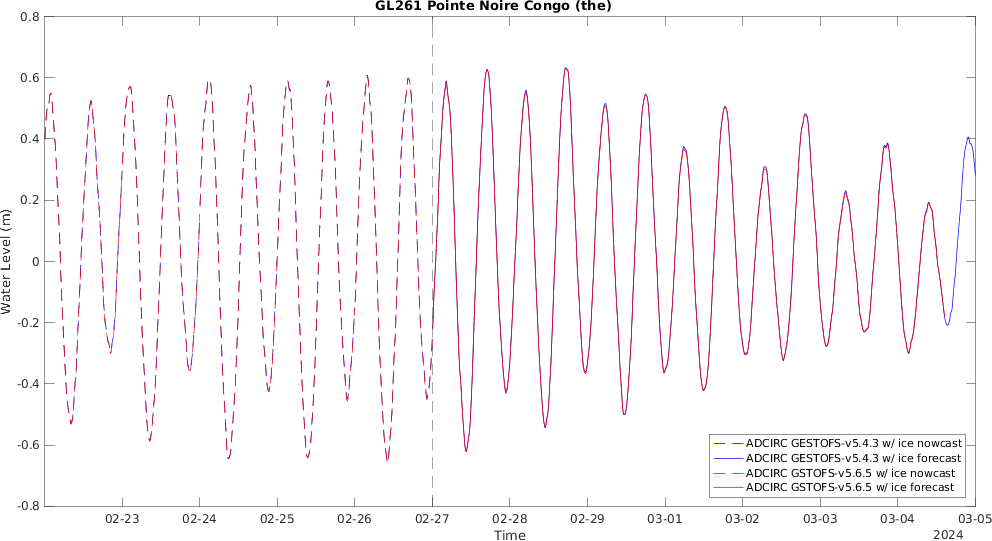 GL261 Pointe Noire Congo (the)
0.8
0.6
0.4
0.2
0
-0.2
-0.4
-0.6
-0.8
Water Level (m)
ADCIRC GESTOFS-v5.4.3 w/ ice nowcast
ADCIRC GESTOFS-v5.4.3 w/ ice forecast
ADCIRC GSTOFS-v5.6.5 w/ ice nowcast
ADCIRC GSTOFS-v5.6.5 w/ ice forecast
02-23 02-24 02-25 02-26 02-27 02-28 02-29 03-01 03-02 03-03 03-04 03-05
Time
2024